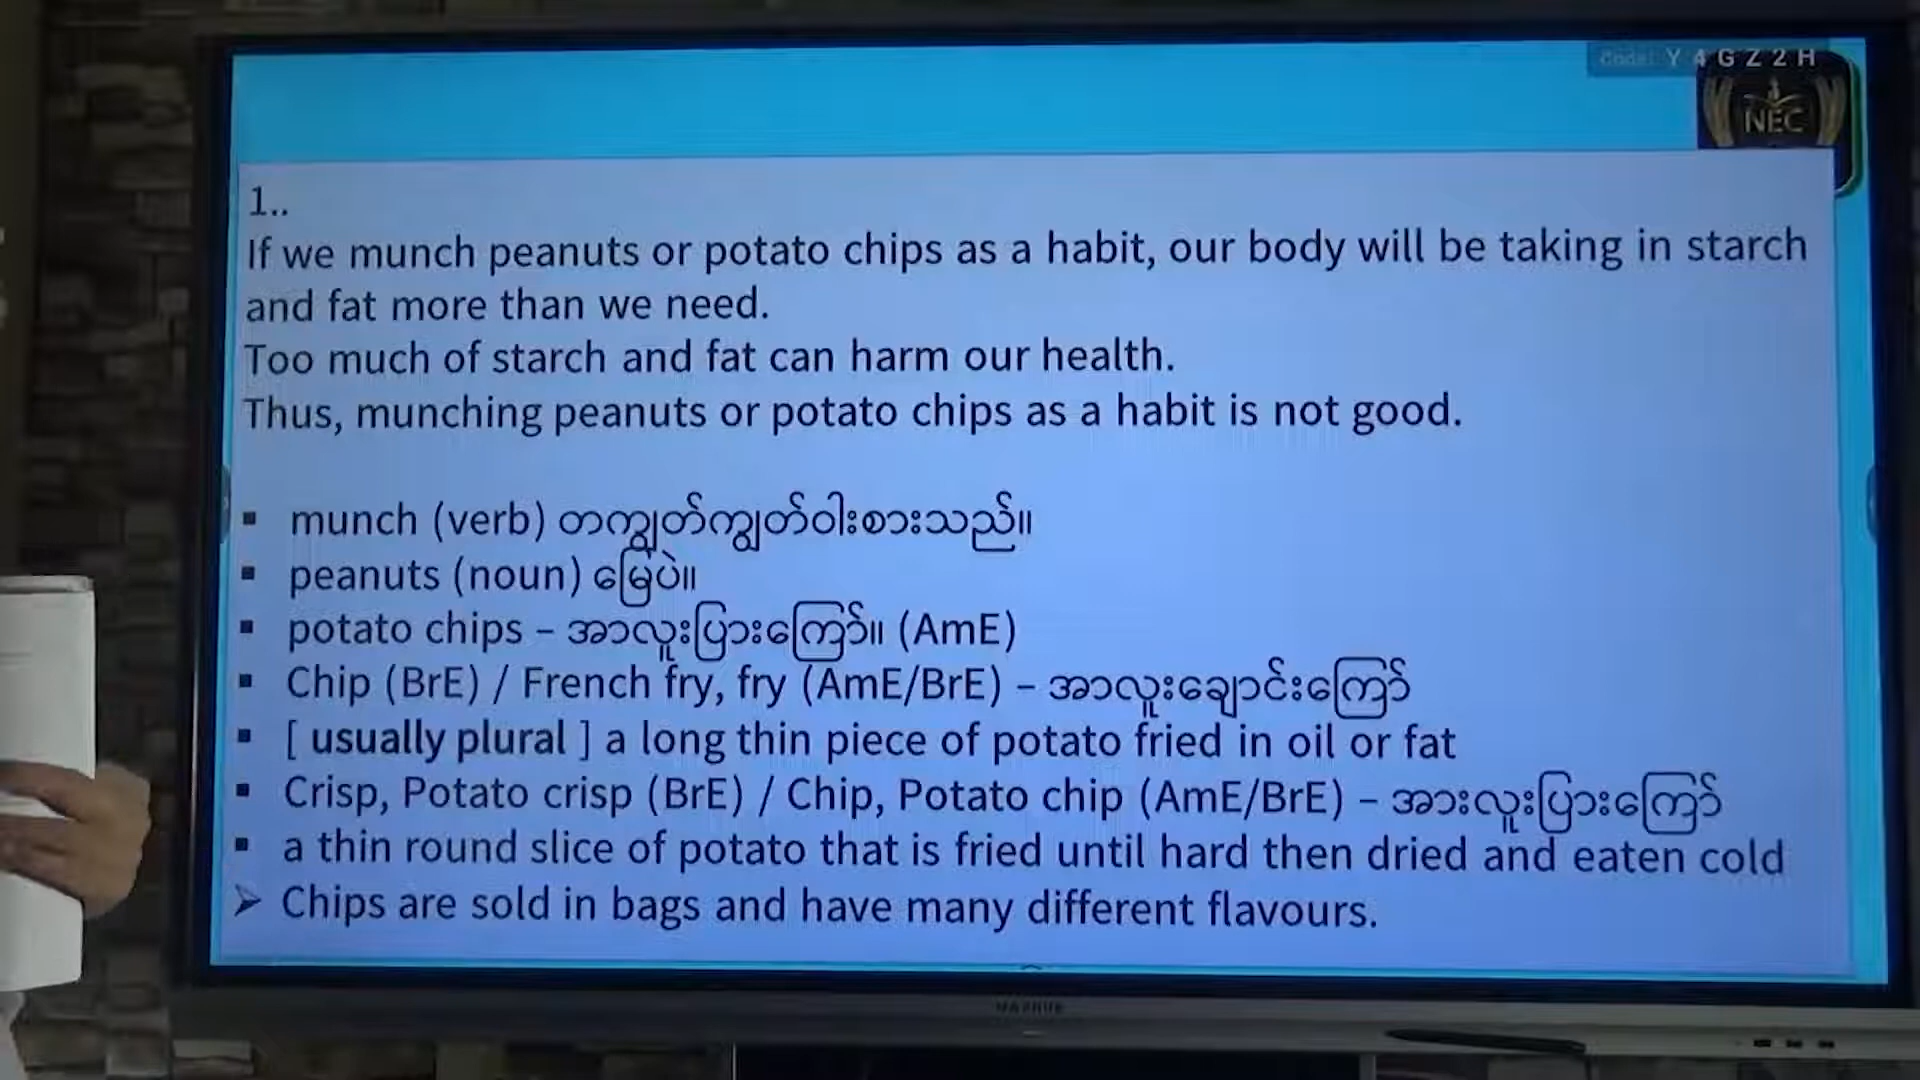 Code: Y4GZ2H
NEC
1..
If we munch peanuts or potato chips as a habit, our body will be taking in starch
and fat more than we need.
Too much of starch and fat can harm our health.
Thus, munching peanuts or potato chips as a habit is not good.
▪ munch (verb) တကျွတ်ကျွတ်ဝါးစားသည်။
▪ peanuts (noun) မြေပဲ။
▪ potato chips – အာလူးပြားကြော်။ (AmE)
▪ Chip (BrE) / French fry, fry (AmE/BrE) – အာလူးချောင်းကြော်
▪ [ usually plural ] a long thin piece of potato fried in oil or fat
▪ Crisp, Potato crisp (BrE) / Chip, Potato chip (AmE/BrE) – အားလူးပြားကြော်
▪ a thin round slice of potato that is fried until hard then dried and eaten cold
➢ Chips are sold in bags and have many different flavours.